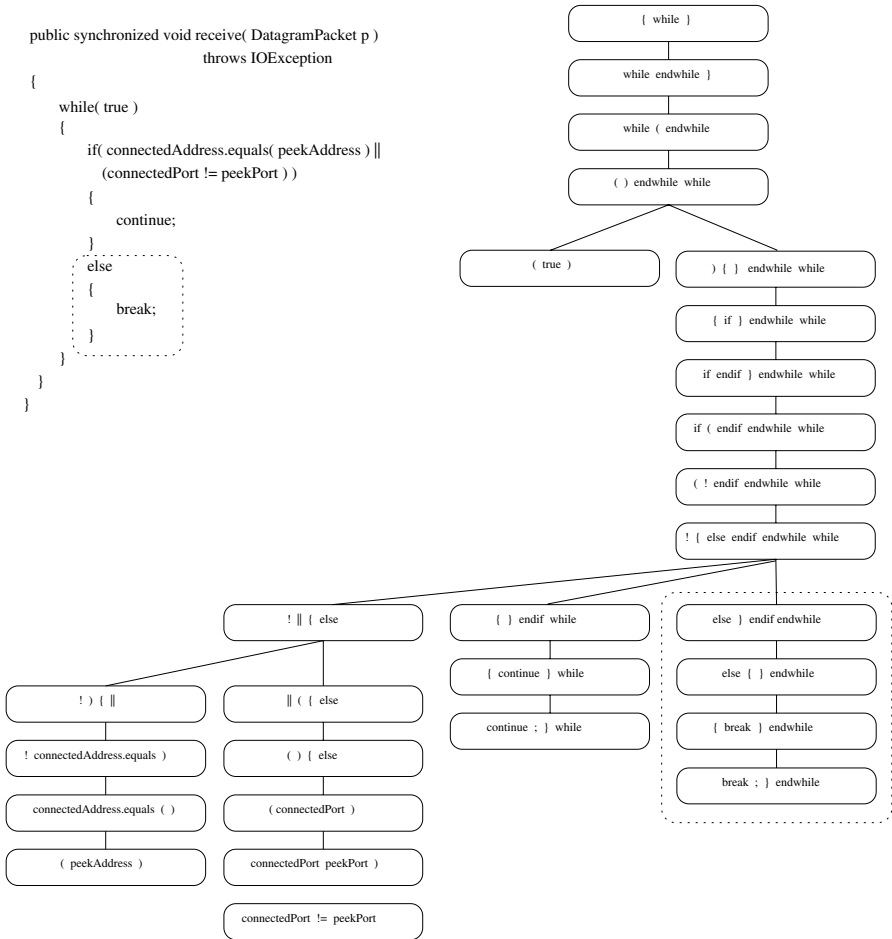 public synchronized void receive( DatagramPacket p )
throws IOException
{
while( true )
{
if( connectedAddress.equals( peekAddress ) ||
(connectedPort != peekPort ) )
{
continue;
}
else
{
break;
}
}
}
}
{ while }
while endwhile }
while ( endwhile
( ) endwhile while
( true )
) { } endwhile while
{ if } endwhile while
if endif } endwhile while
if ( endif endwhile while
( ! endif endwhile while
! { else endif endwhile while
! || { else
{ } endif while
else } endif endwhile
! ) { ||
|| ( { else
{ continue } while
else { } endwhile
! connectedAddress.equals )
( ) { else
continue ; } while
{ break } endwhile
connectedAddress.equals ( )
( connectedPort )
break ; } endwhile
( peekAddress )
connectedPort peekPort )
connectedPort != peekPort